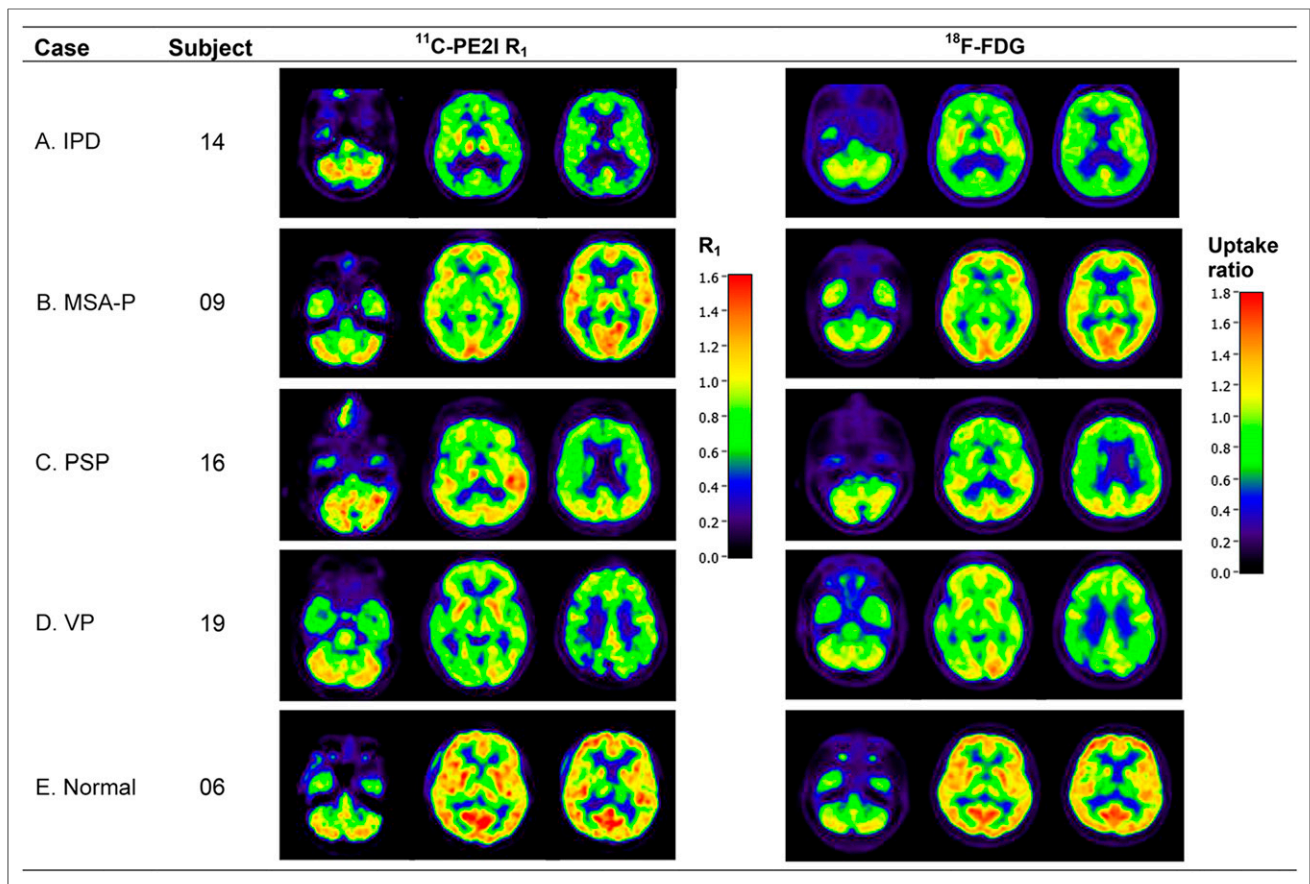 Case Subject ¹¹C-PE2I R₁ ¹⁸F-FDG
A. IPD 14
B. MSA-P 09
R₁
1.6
1.4
1.2
1.0
0.8
0.6
0.4
0.2
0.0
Uptake
ratio
1.8
1.6
1.4
1.2
1.0
0.8
0.6
0.4
0.2
0.0
C. PSP 16
D. VP 19
E. Normal 06